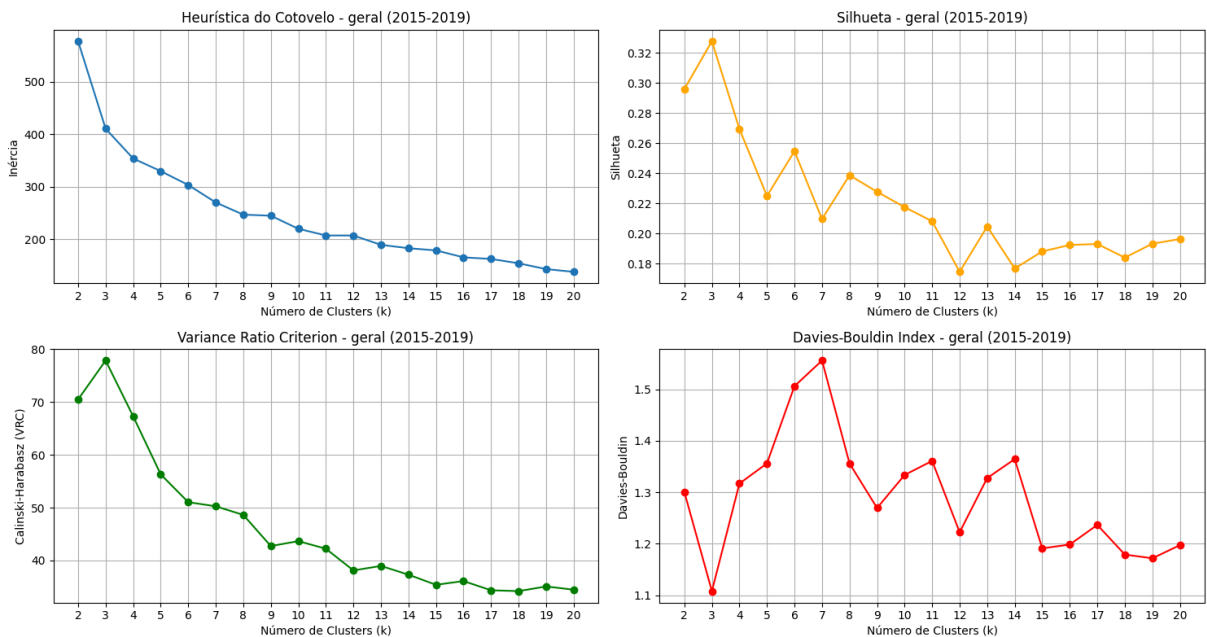 Heurística do Cotovelo - geral (2015-2019)
Inércia
500
400
300
200
2 3 4 5 6 7 8 9 10 11 12 13 14 15 16 17 18 19 20
Número de Clusters (k)
Silhueta - geral (2015-2019)
Silhueta
0.32
0.30
0.28
0.26
0.24
0.22
0.20
0.18
2 3 4 5 6 7 8 9 10 11 12 13 14 15 16 17 18 19 20
Número de Clusters (k)
Variance Ratio Criterion - geral (2015-2019)
Calinski-Harabasz (VRC)
80
70
60
50
40
2 3 4 5 6 7 8 9 10 11 12 13 14 15 16 17 18 19 20
Número de Clusters (k)
Davies-Bouldin Index - geral (2015-2019)
Davies-Bouldin
1.5
1.4
1.3
1.2
1.1
2 3 4 5 6 7 8 9 10 11 12 13 14 15 16 17 18 19 20
Número de Clusters (k)